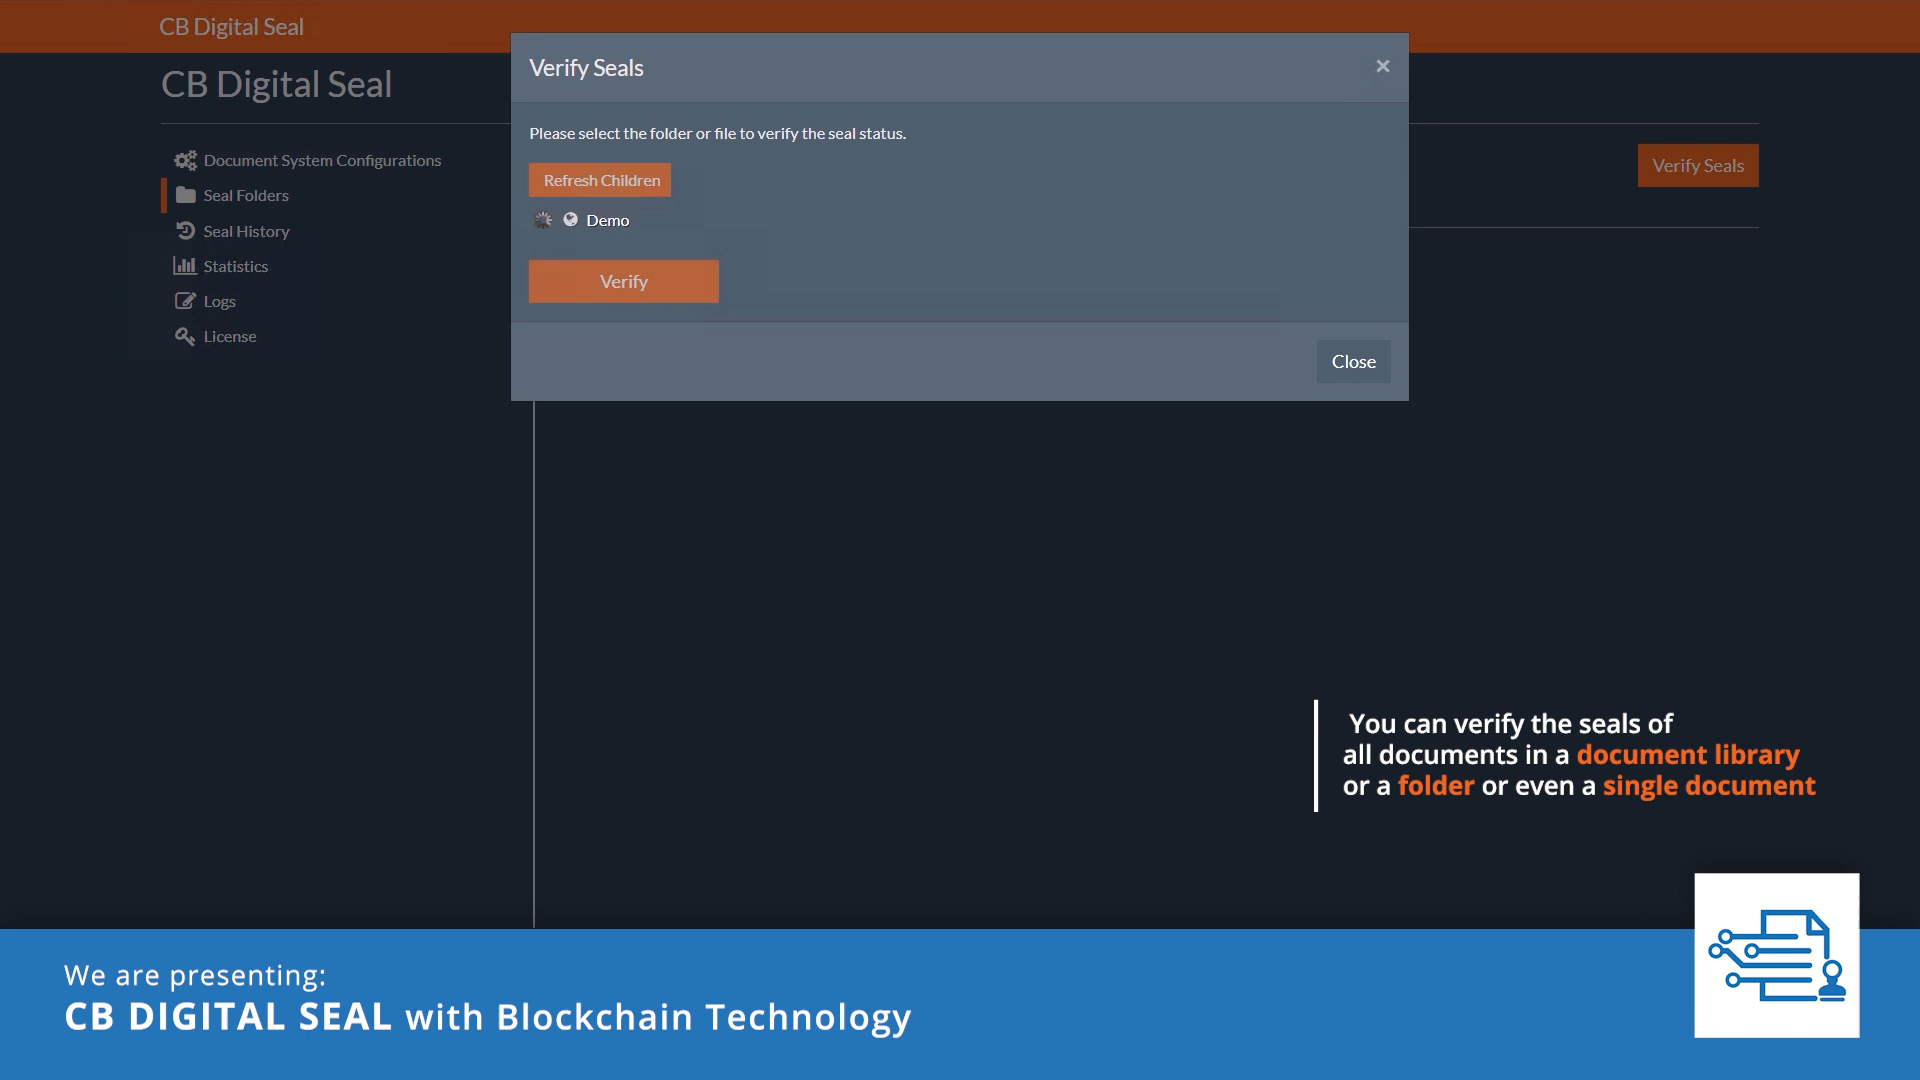 CB Digital Seal
CB Digital Seal
Document System Configurations
Seal Folders
Seal History
Statistics
Logs
License
Verify Seals
×
Please select the folder or file to verify the seal status.
Refresh Children
Demo
Verify
Close
Verify Seals
You can verify the seals of
all documents in a document library
or a folder or even a single document
We are presenting:
CB DIGITAL SEAL with Blockchain Technology